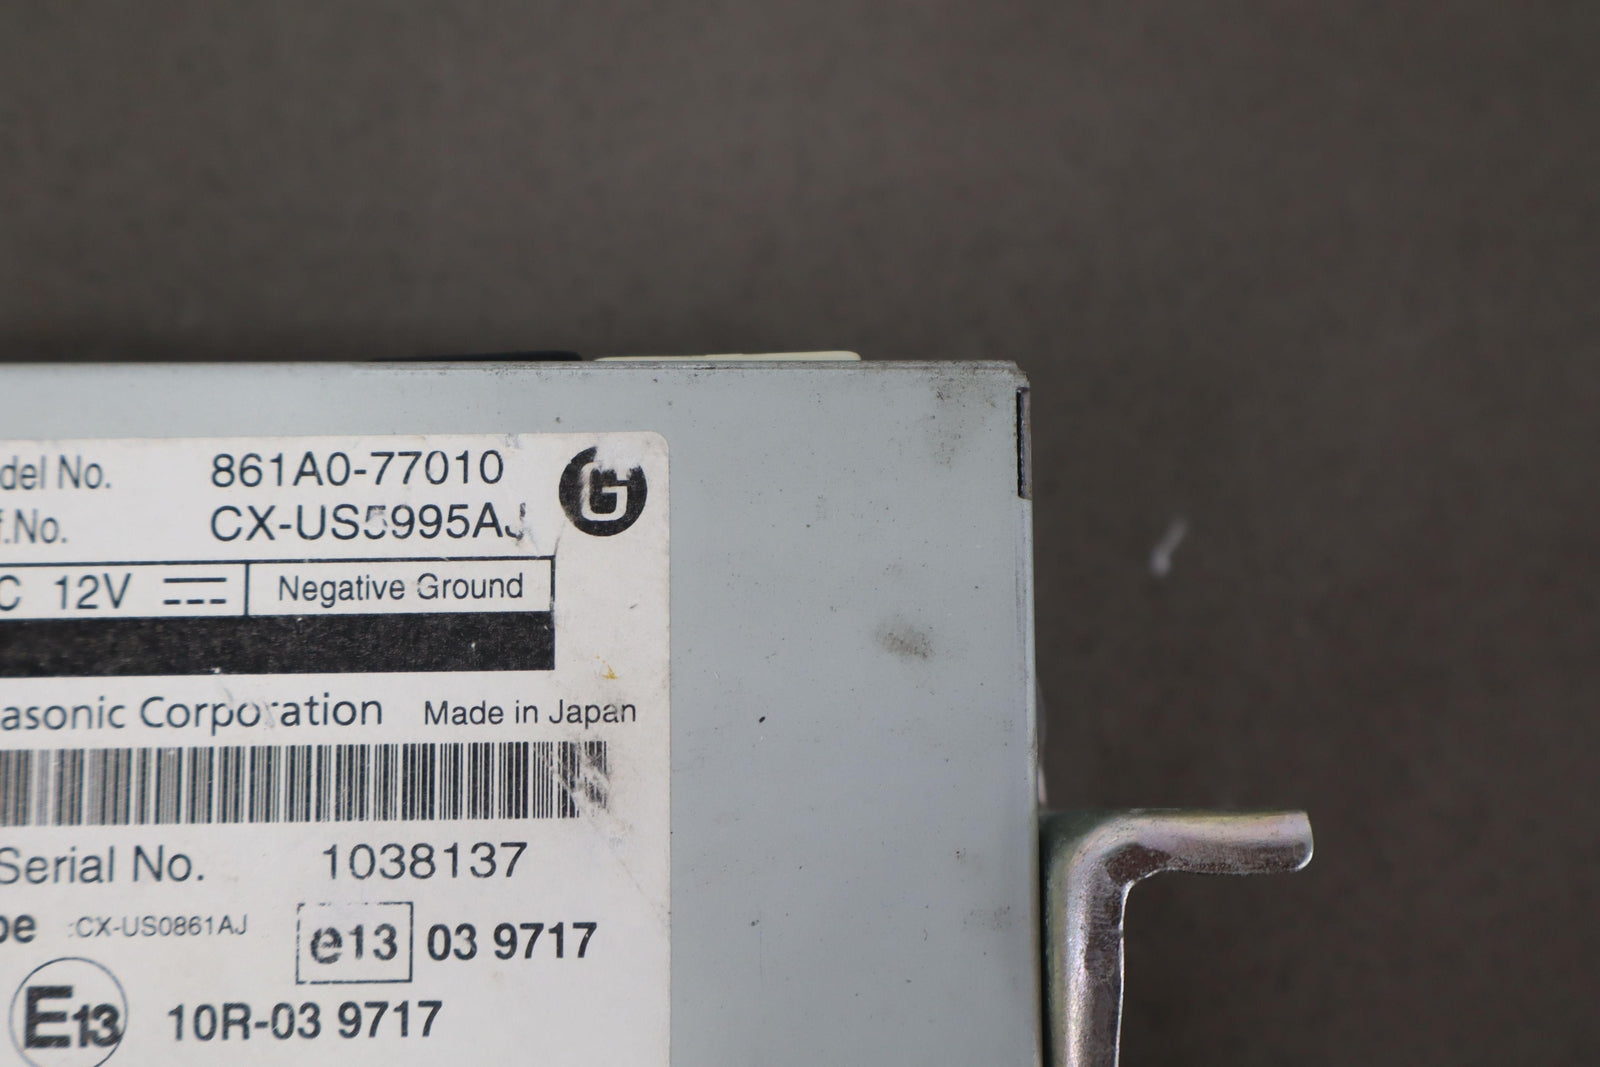 del No. 861A0-77010
f.No. CX-US5995AJ
C 12V Negative Ground
asonic Corporation Made in Japan
Serial No. 1038137
pe :CX-US0861AJ e13 03 9717
E13 10R-03 9717